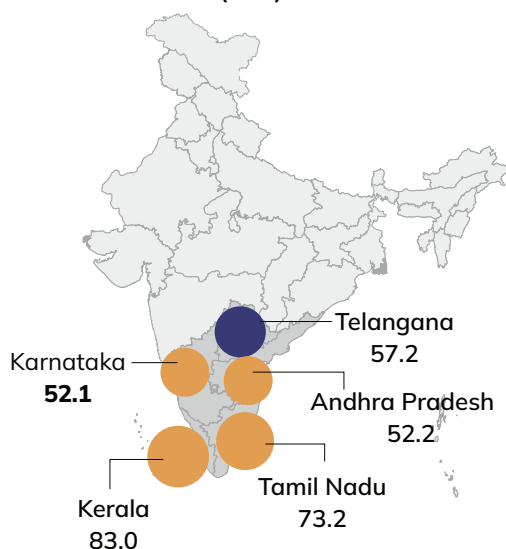 Telangana
57.2
Karnataka
52.1
Andhra Pradesh
52.2
Tamil Nadu
73.2
Kerala
83.0